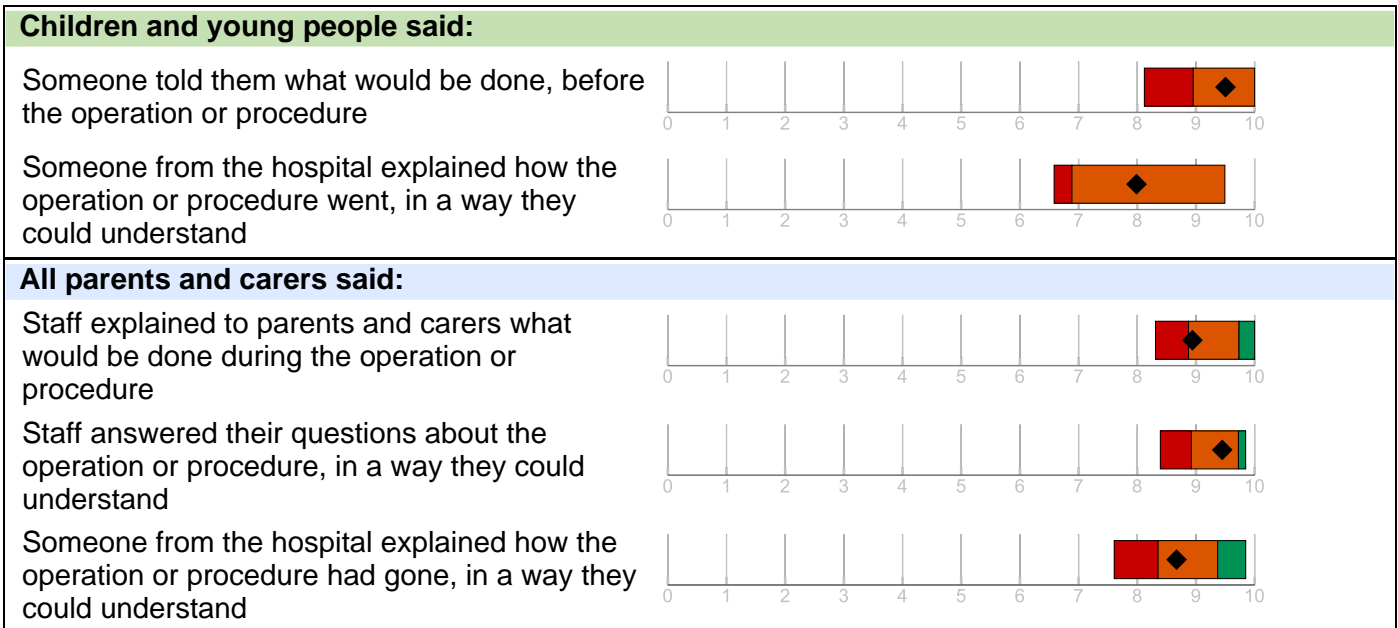 Children and young people said:
Someone told them what would be done, before
the operation or procedure
0 1 2 3 4 5 6 7 8 9 10
Someone from the hospital explained how the
operation or procedure went, in a way they
could understand
0 1 2 3 4 5 6 7 8 9 10
All parents and carers said:
Staff explained to parents and carers what
would be done during the operation or
procedure
0 1 2 3 4 5 6 7 8 9 10
Staff answered their questions about the
operation or procedure, in a way they could
understand
0 1 2 3 4 5 6 7 8 9 10
Someone from the hospital explained how the
operation or procedure had gone, in a way they
could understand
0 1 2 3 4 5 6 7 8 9 10